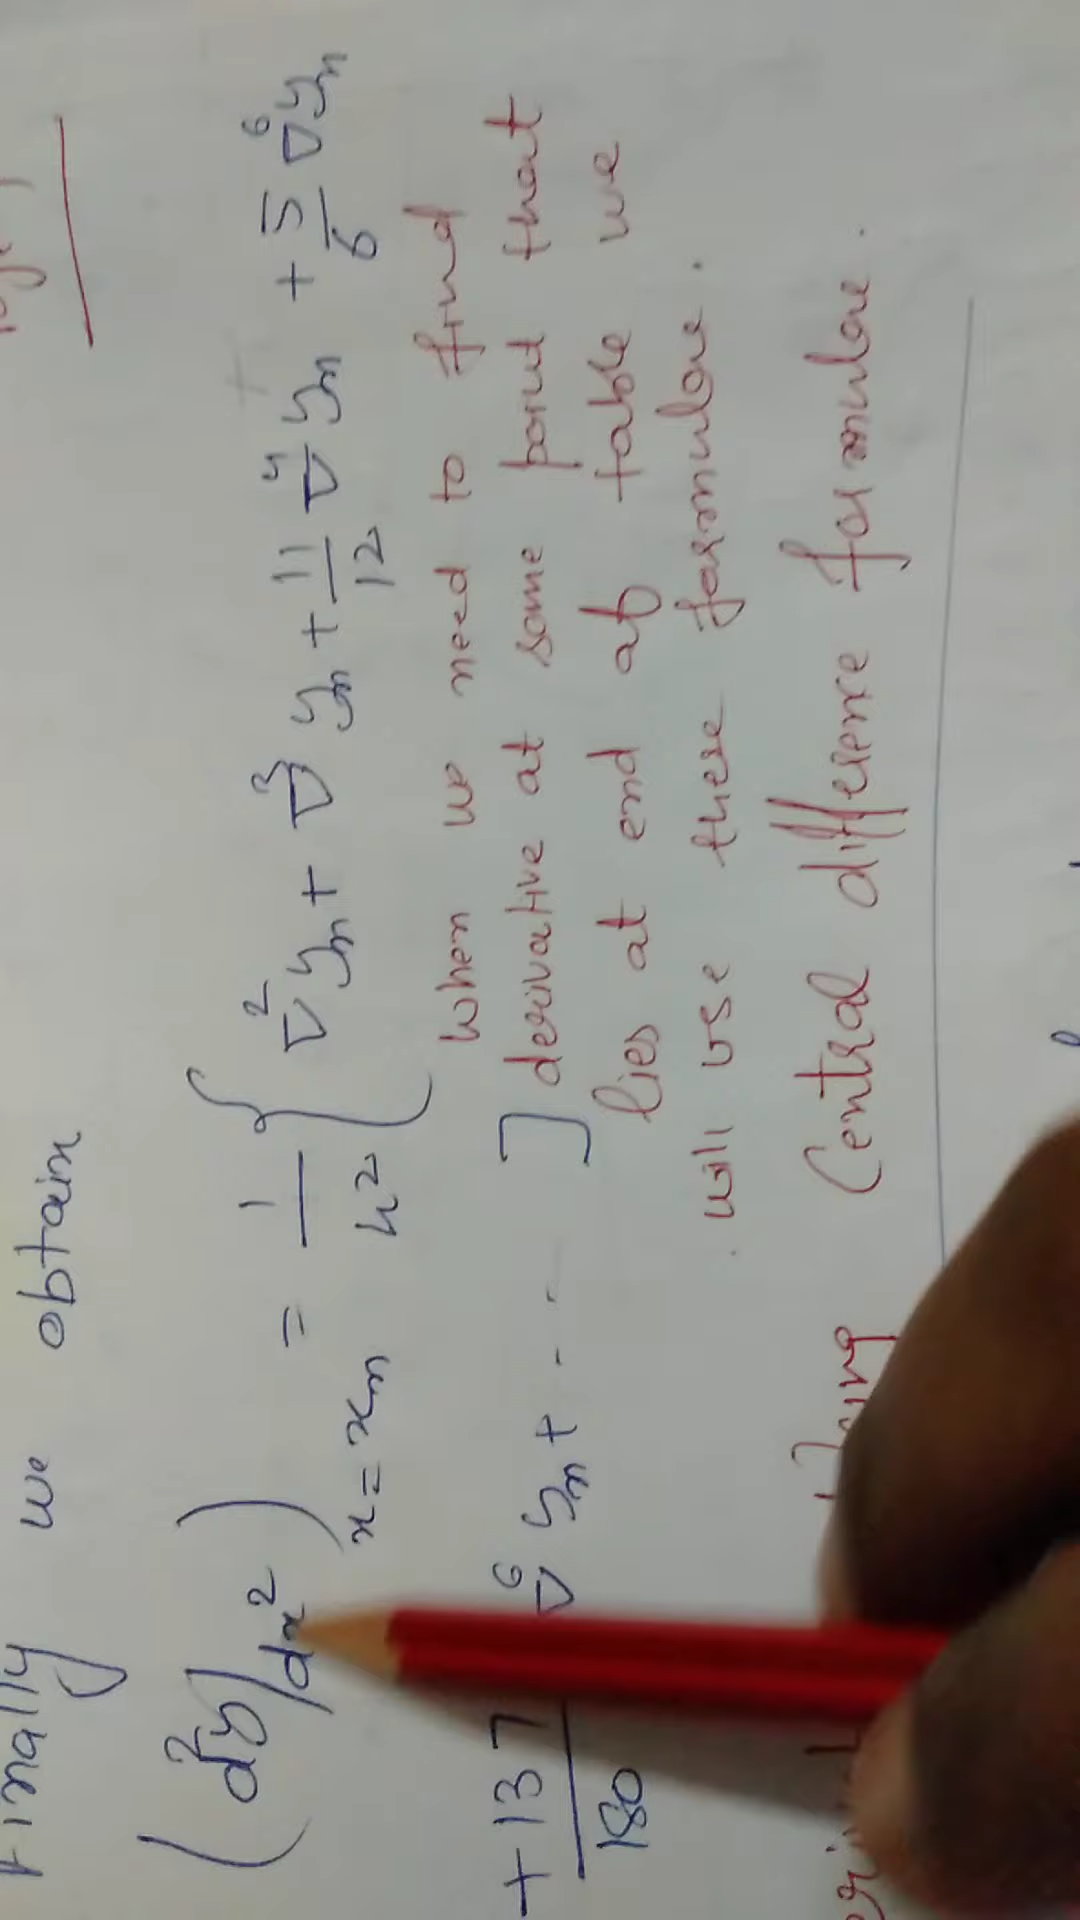 Finally we obtain
(d²y/dx²)x=xn = 1/h² { ∇²yn + ∇³yn + 11/12 ∇⁴yn + 5/6 ∇⁶yn
+ 137/180 ∇⁶yn + - - - ]
when we need to find
derivative at some point that
lies at end of table we
will use these formulae.
Central difference formulae.